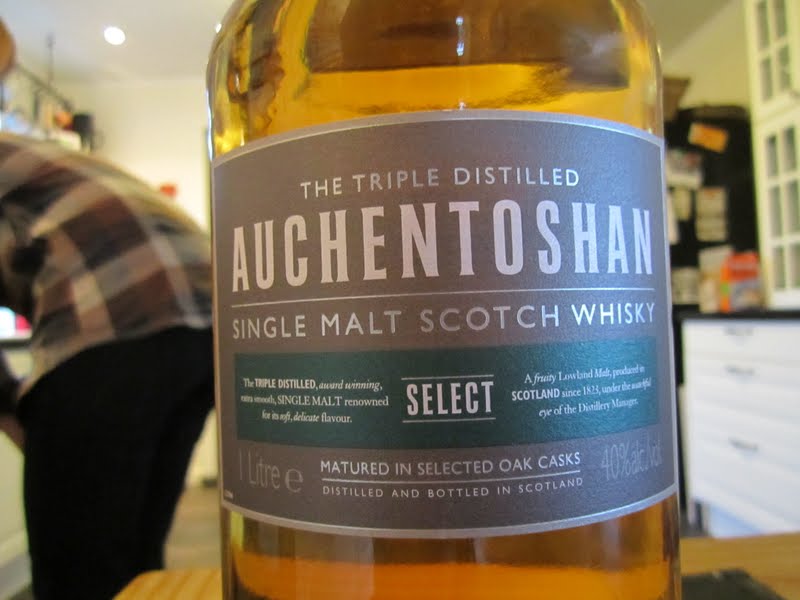 THE TRIPLE DISTILLED
AUCHENTOSHAN
SINGLE MALT SCOTCH WHISKY
The TRIPLE DISTILLED, award winning,
extra smooth, SINGLE MALT renowned
for its soft, delicate flavour.
SELECT
A fruity Lowland Malt, produced in
SCOTLAND since 1823, under the watchful
eye of the Distillery Manager.
1 Litre e
MATURED IN SELECTED OAK CASKS
DISTILLED AND BOTTLED IN SCOTLAND
40%alc/vol